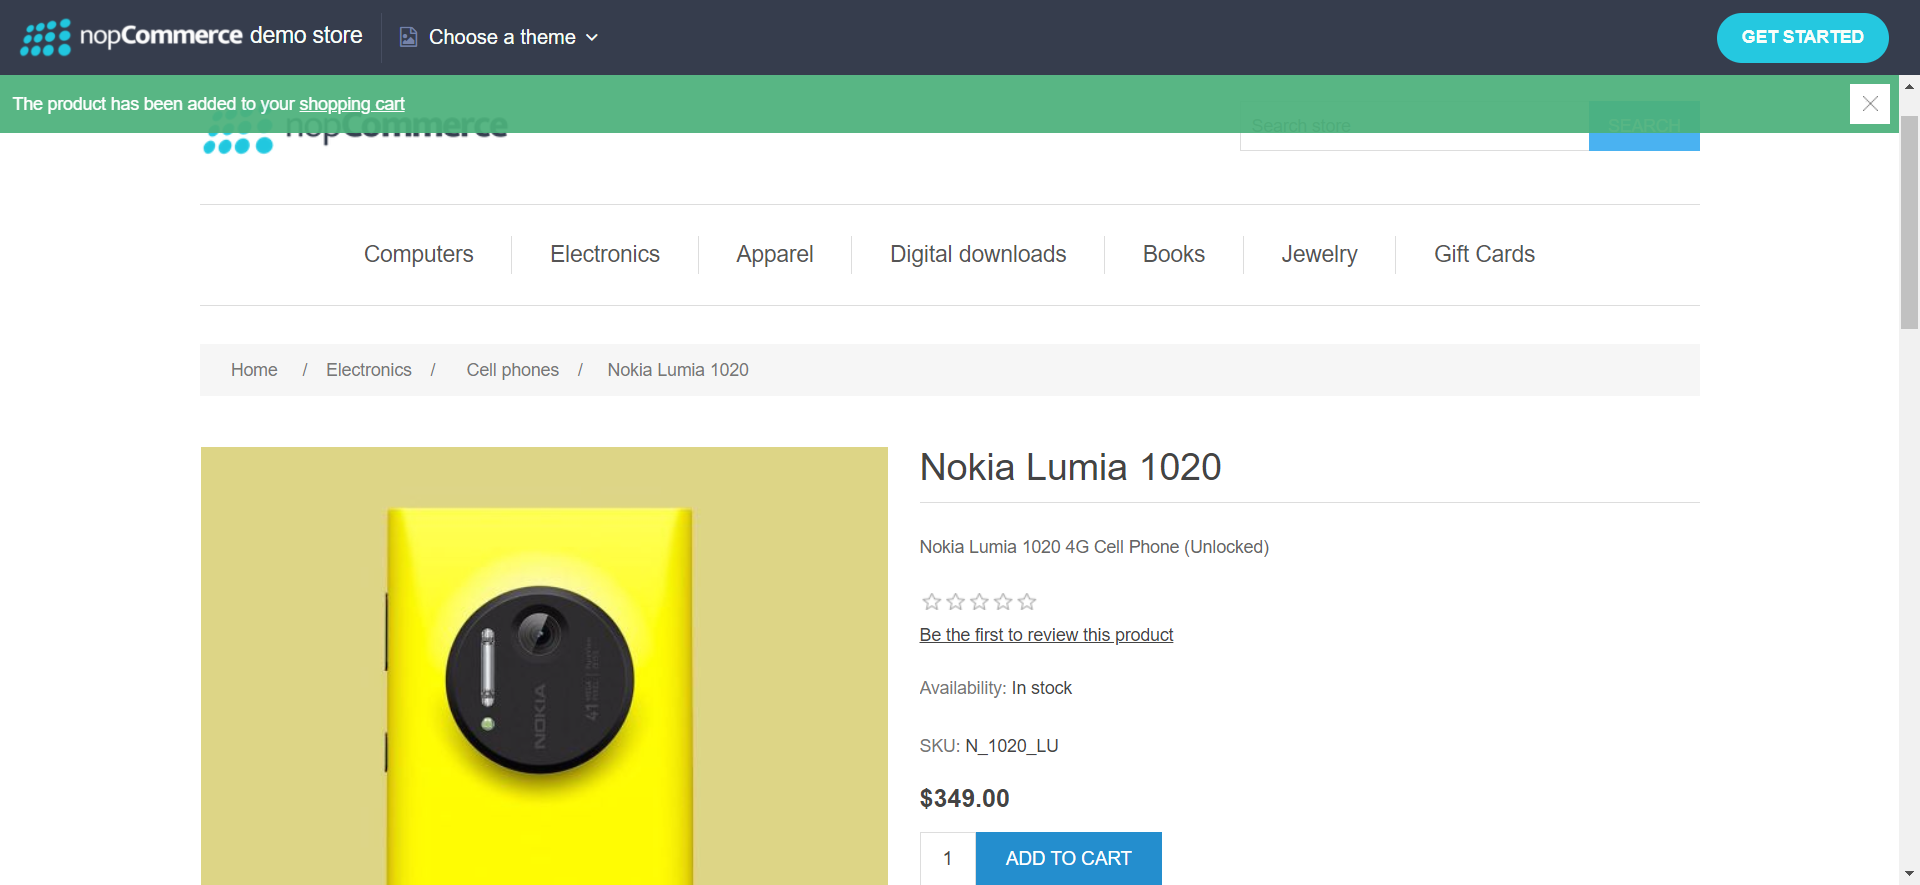 nopCommerce demo store
Choose a theme
GET STARTED
The product has been added to your shopping cart
nopCommerce
Search store
SEARCH
Computers
Electronics
Apparel
Digital downloads
Books
Jewelry
Gift Cards
Home / Electronics / Cell phones / Nokia Lumia 1020
Nokia Lumia 1020
Nokia Lumia 1020 4G Cell Phone (Unlocked)
Be the first to review this product
Availability: In stock
SKU: N_1020_LU
$349.00
1
ADD TO CART
NOKIA
41